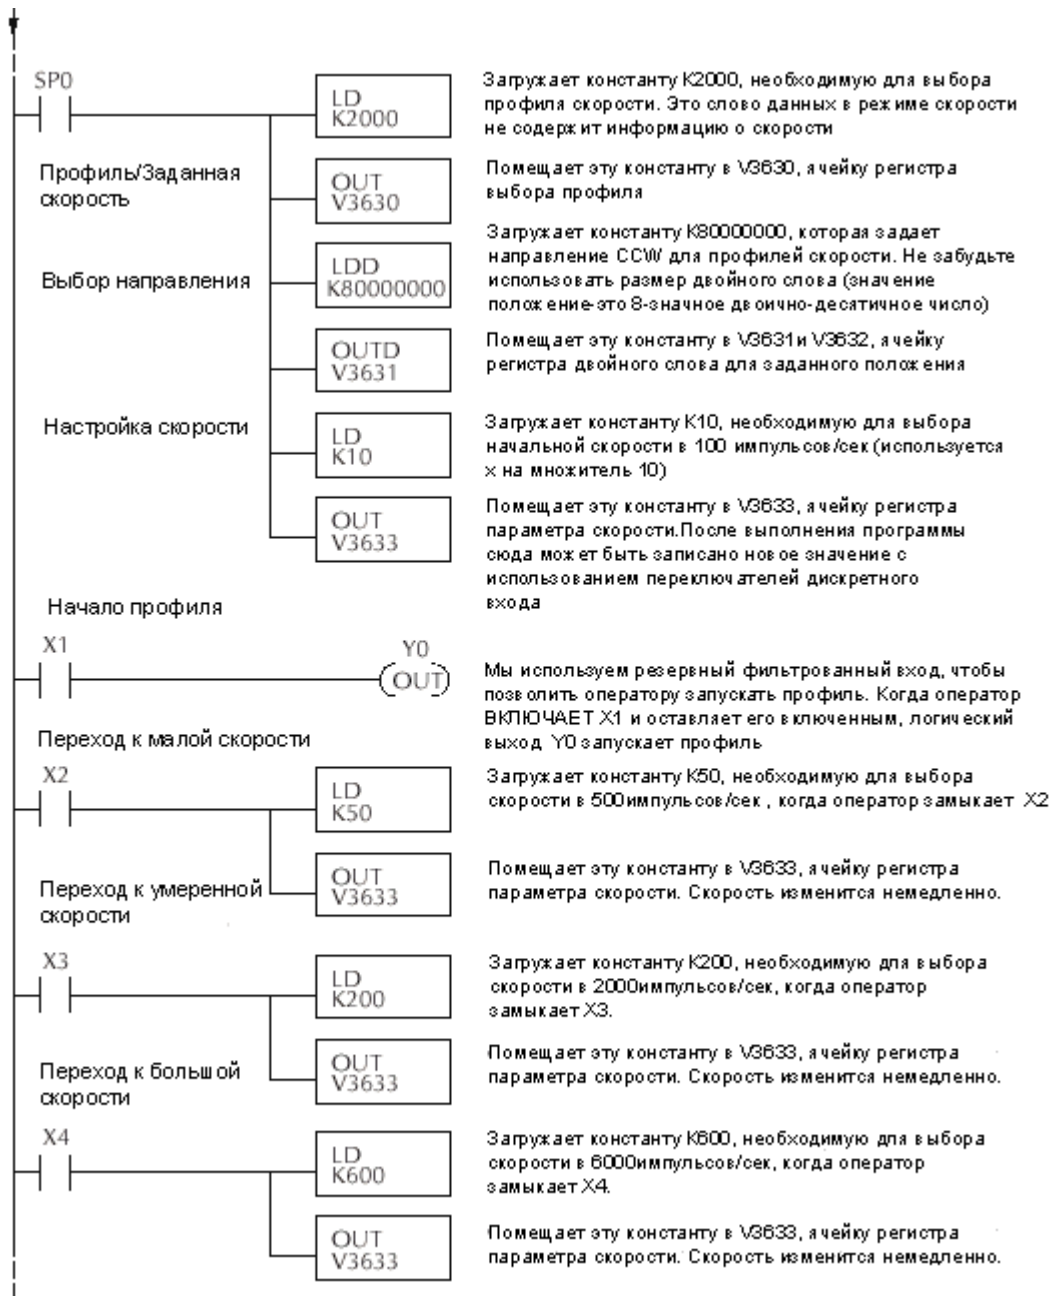 SP0
LD
K2000
Загружает константу K2000, необходимую для выбора
профиля скорости. Это слово данных в режиме скорости
не содержит информацию о скорости
Профиль/Заданная
скорость
OUT
V3630
Помещает эту константу в V3630, ячейку регистра
выбора профиля
Выбор направления
LDD
K80000000
Загружает константу K80000000, которая задает
направление CCW для профилей скорости. Не забудьте
использовать размер двойного слова (значение
положение-это 8-значное двоично-десятичное число)
OUTD
V3631
Помещает эту константу в V3631и V3632, ячейку
регистра двойного слова для заданного положения
Настройка скорости
LD
K10
Загружает константу K10, необходимую для выбора
начальной скорости в 100 импульсов/сек (используется
x на множитель 10)
OUT
V3633
Помещает эту константу в V3633, ячейку регистра
параметра скорости.После выполнения программы
сюда может быть записано новое значение с
использованием переключателей дискретного
входа
Начало профиля
X1
Y0
OUT
Мы используем резервный фильтрованный вход, чтобы
позволить оператору запускать профиль. Когда оператор
ВКЛЮЧАЕТ X1 и оставляет его включенным, логический
выход Y0 запускает профиль
Переход к малой скорости
X2
LD
K50
Загружает константу K50, необходимую для выбора
скорости в 500импульсов/сек , когда оператор замыкает X2
Переход к умеренной
скорости
OUT
V3633
Помещает эту константу в V3633, ячейку регистра
параметра скорости. Скорость изменится немедленно.
X3
LD
K200
Загружает константу K200, необходимую для выбора
скорости в 2000импульсов/сек, когда оператор
замыкает X3.
Переход к большой
скорости
OUT
V3633
Помещает эту константу в V3633, ячейку регистра
параметра скорости. Скорость изменится немедленно.
X4
LD
K600
Загружает константу K600, необходимую для выбора
скорости в 6000импульсов/сек, когда оператор
замыкает X4.
OUT
V3633
Помещает эту константу в V3633, ячейку регистра
параметра скорости. Скорость изменится немедленно.